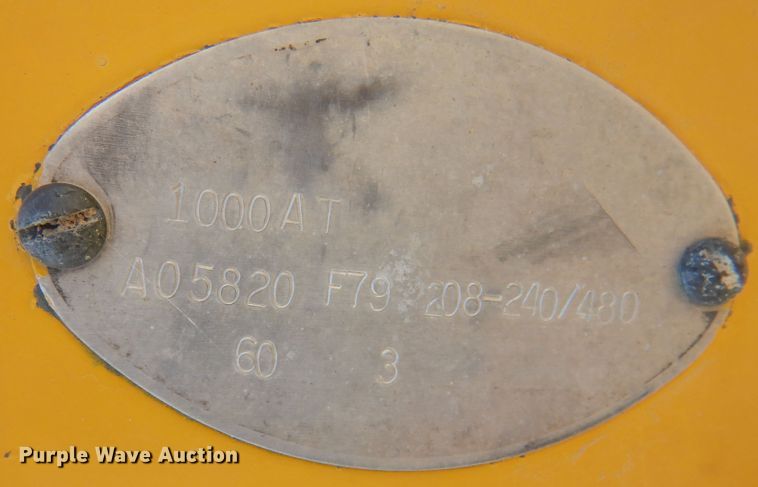 1000AT
A05820 F79 208-240/480
60 3
Purple Wave Auction